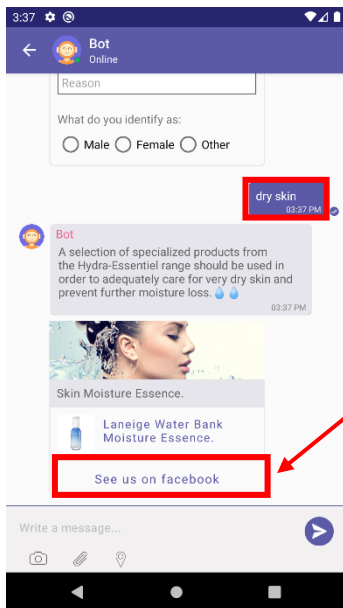 3:37
Bot
Online
Reason
What do you identify as:
Male Female Other
dry skin
03:37 PM
Bot
A selection of specialized products from
the Hydra-Essentiel range should be used in
order to adequately care for very dry skin and
prevent further moisture loss.💧💧
03:37 PM
Skin Moisture Essence.
Laneige Water Bank
Moisture Essence.
See us on facebook
Write a message...